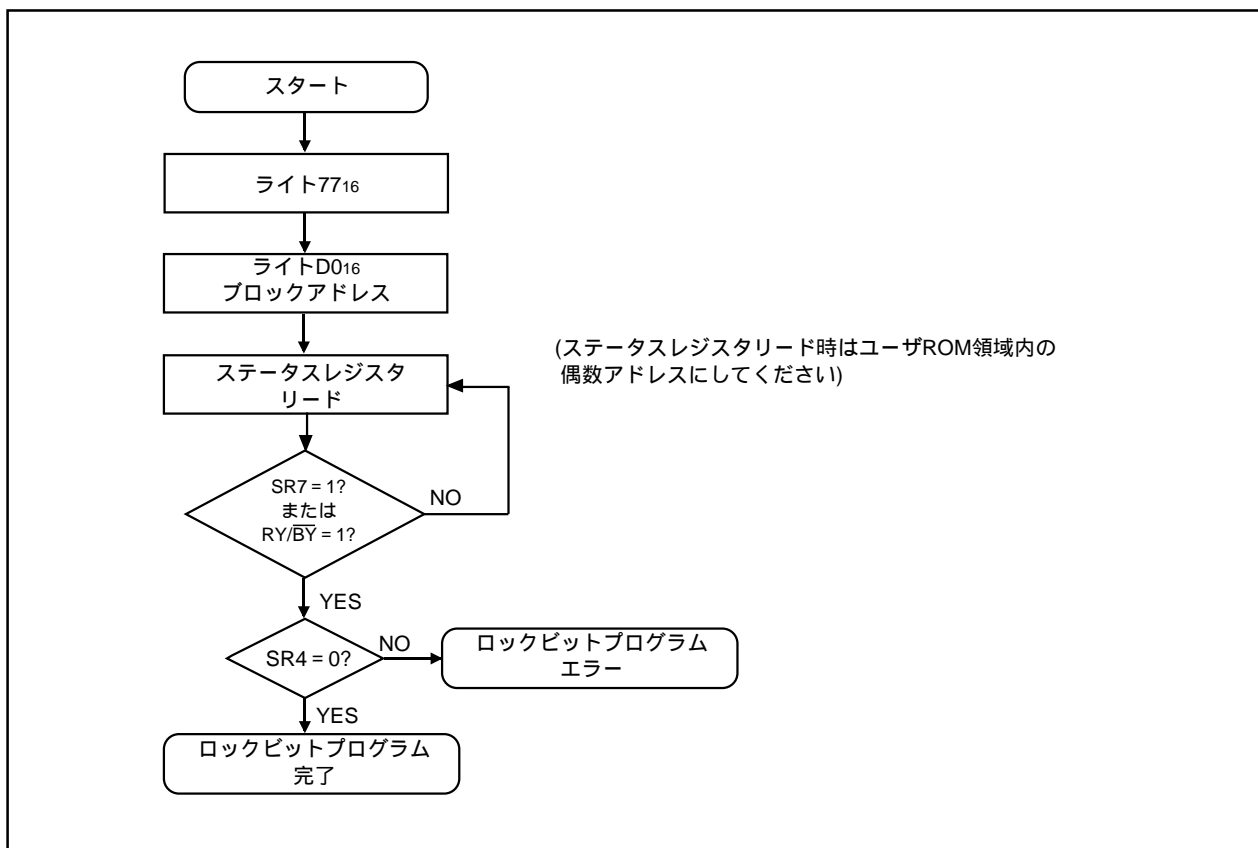 スタート
ライト77₁₆
ライトD0₁₆
ブロックアドレス
ステータスレジスタ
リード
(ステータスレジスタリード時はユーザROM領域内の
偶数アドレスにしてください)
SR7 = 1?
または
RY/B̅Y̅ = 1?
NO
YES
SR4 = 0?
NO
ロックビットプログラム
エラー
YES
ロックビットプログラム
完了